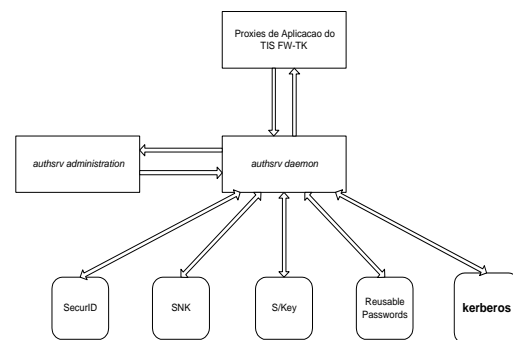 Proxies de Aplicacao do
TIS FW-TK
authsrv administration
authsrv daemon
SecurID
SNK
S/Key
Reusable
Passwords
kerberos